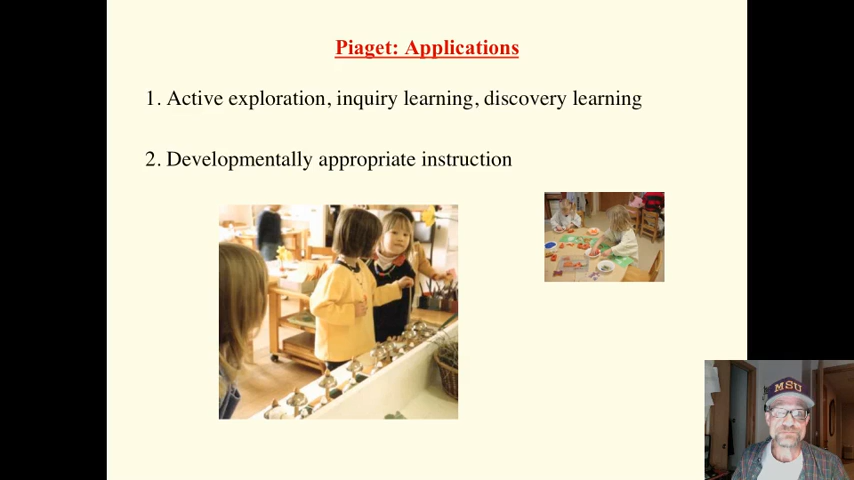 Piaget: Applications
1. Active exploration, inquiry learning, discovery learning
2. Developmentally appropriate instruction
MSU